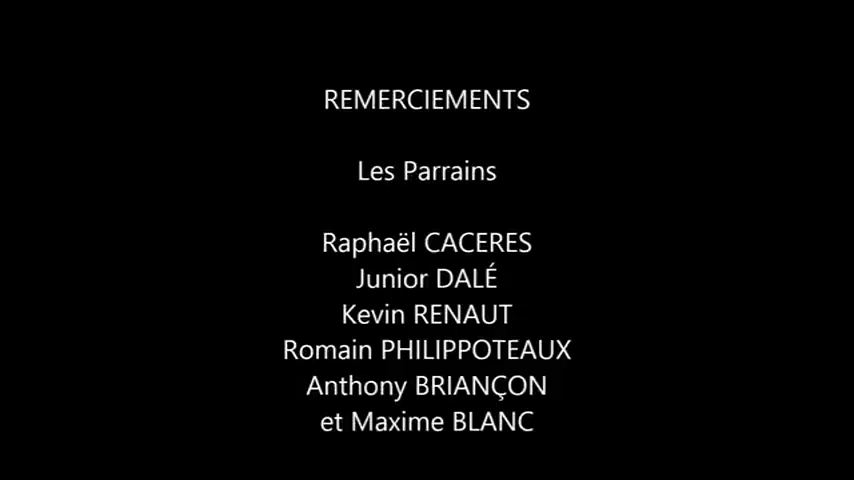 REMERCIEMENTS
Les Parrains
Raphaël CACERES
Junior DALÉ
Kevin RENAUT
Romain PHILIPPOTEAUX
Anthony BRIANÇON
et Maxime BLANC